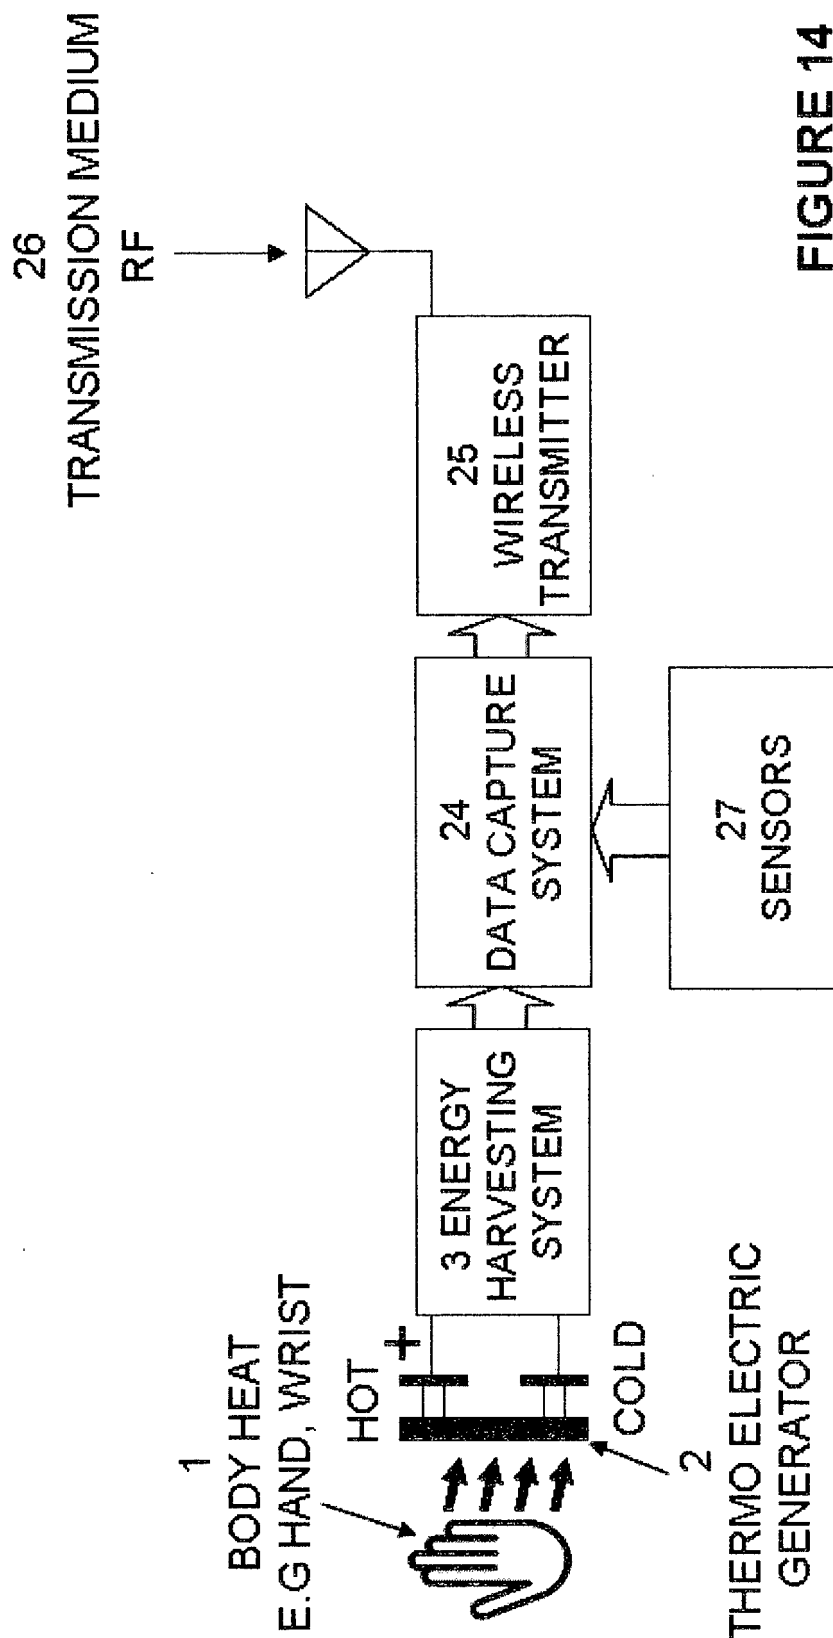 1
BODY HEAT
E.G HAND, WRIST
HOT
+
COLD
2
THERMO ELECTRIC
GENERATOR
3 ENERGY
HARVESTING
SYSTEM
24
DATA CAPTURE
SYSTEM
27
SENSORS
25
WIRELESS
TRANSMITTER
26
TRANSMISSION MEDIUM
RF
FIGURE 14